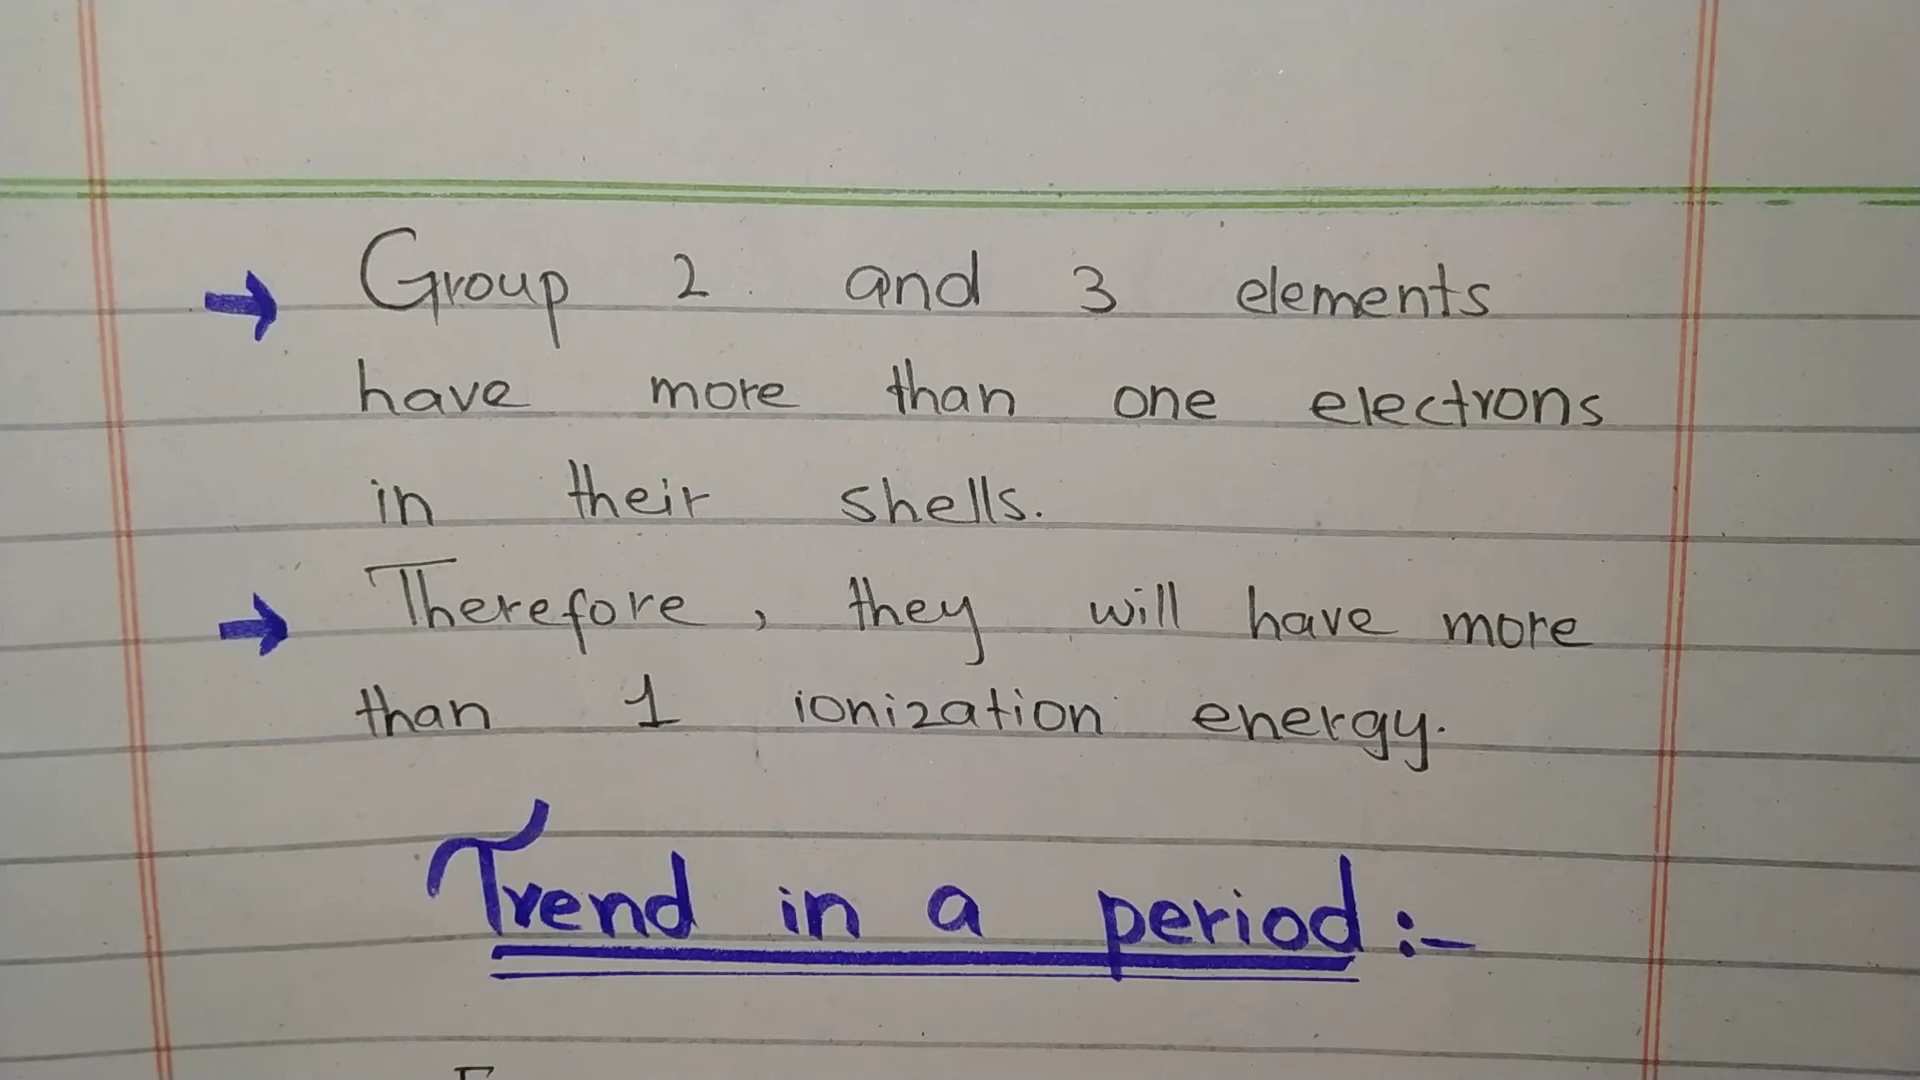 → Group 2 and 3 elements
have more than one electrons
in their shells.
→ Therefore, they will have more
than 1 ionization energy.
Trend in a period:-